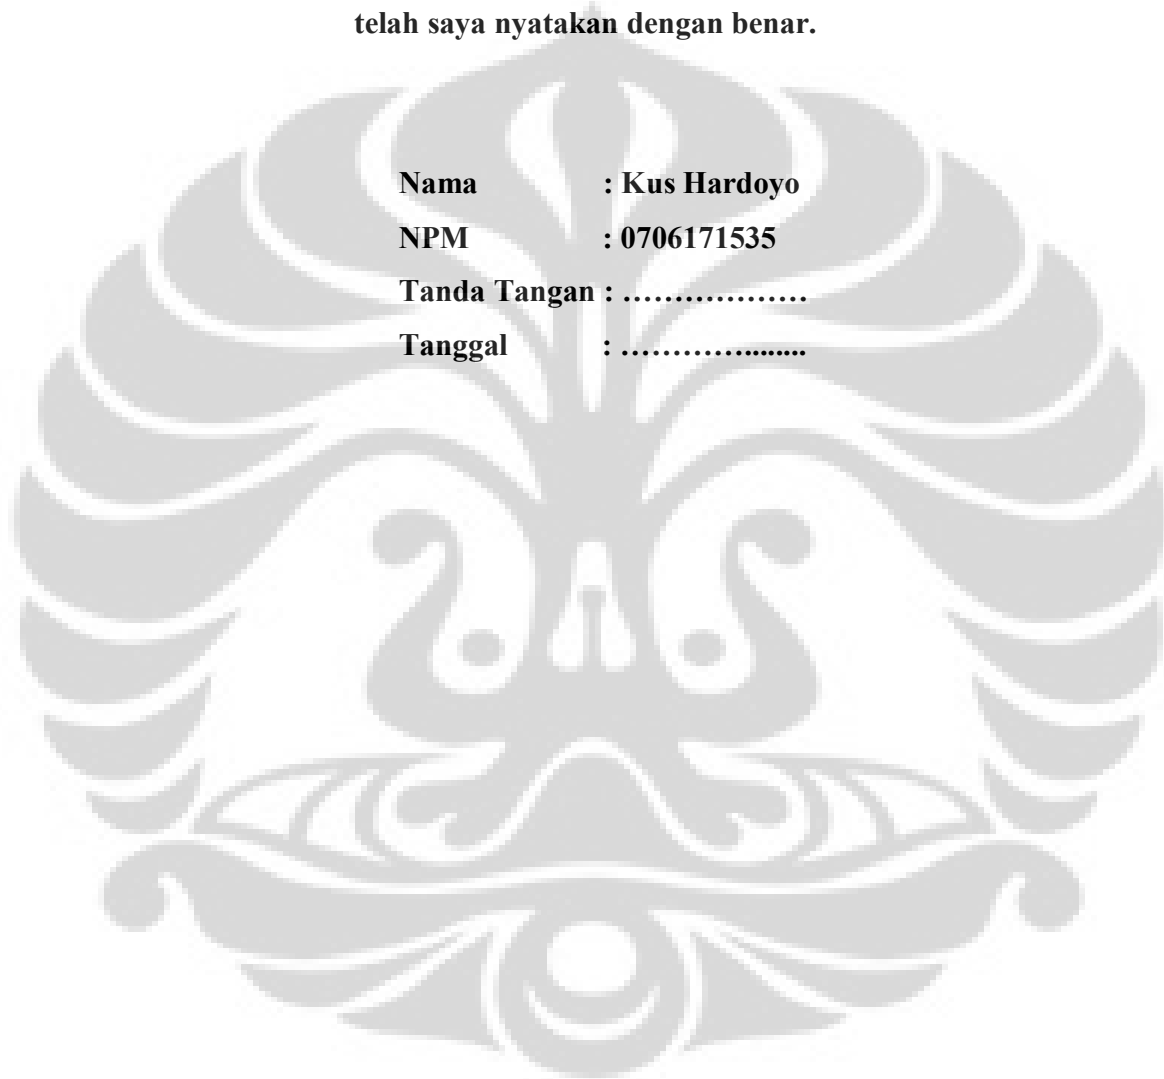 telah saya nyatakan dengan benar.
Nama : Kus Hardoyo
NPM : 0706171535
Tanda Tangan : ………………
Tanggal : …………........